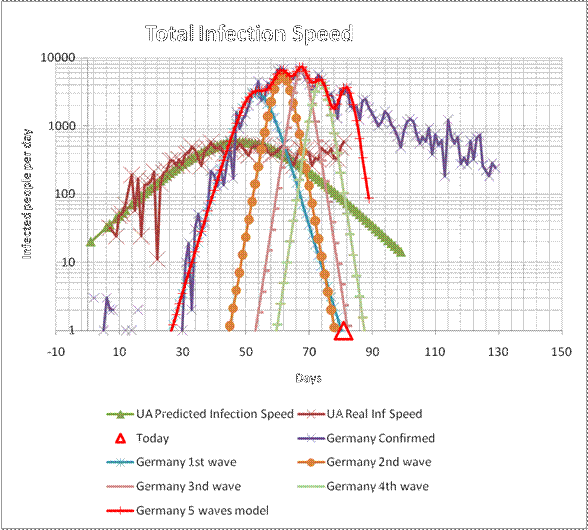 Total Infection Speed
10000
1000
100
10
1
Infected people per day
-10 10 30 50 70 90 110 130 150
Days
UA Predicted Infection Speed UA Real Inf Speed
Today Germany Confirmed
Germany 1st wave Germany 2nd wave
Germany 3nd wave Germany 4th wave
Germany 5 waves model